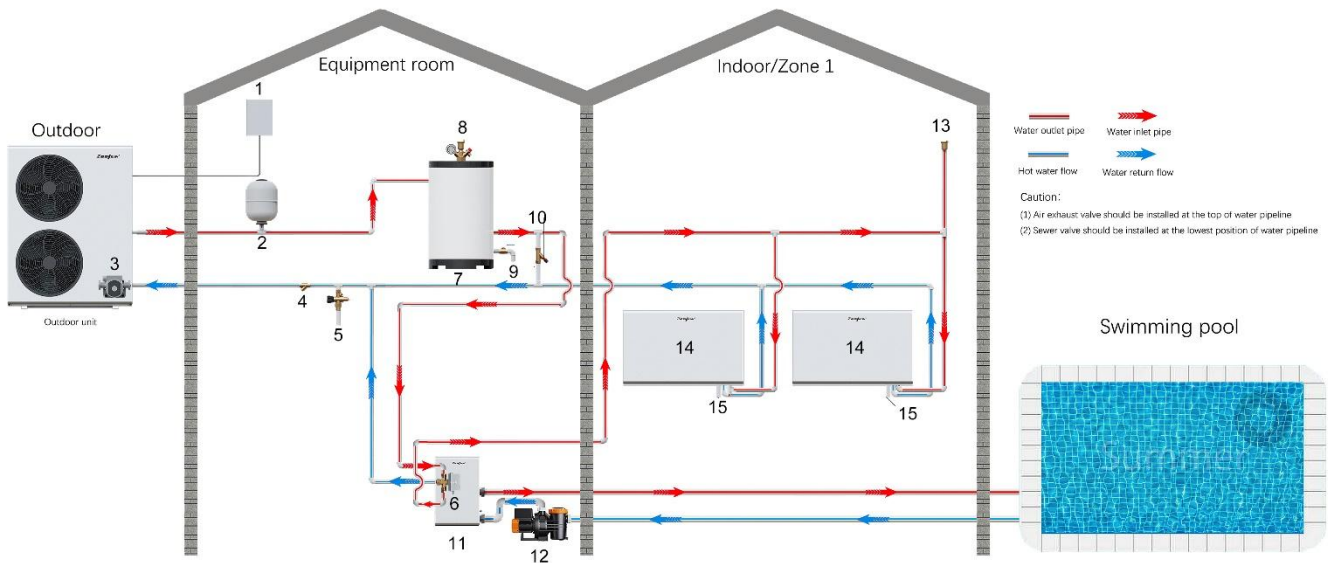 Equipment room
Indoor/Zone 1
Outdoor
Outdoor unit
1
2
3
4
5
6
7
8
9
10
11
12
13
14
14
15
15
Water outlet pipe
Water inlet pipe
Hot water flow
Water return flow
Caution:
(1) Air exhaust valve should be installed at the top of water pipeline
(2) Sewer valve should be installed at the lowest position of water pipeline
Swimming pool
Summer